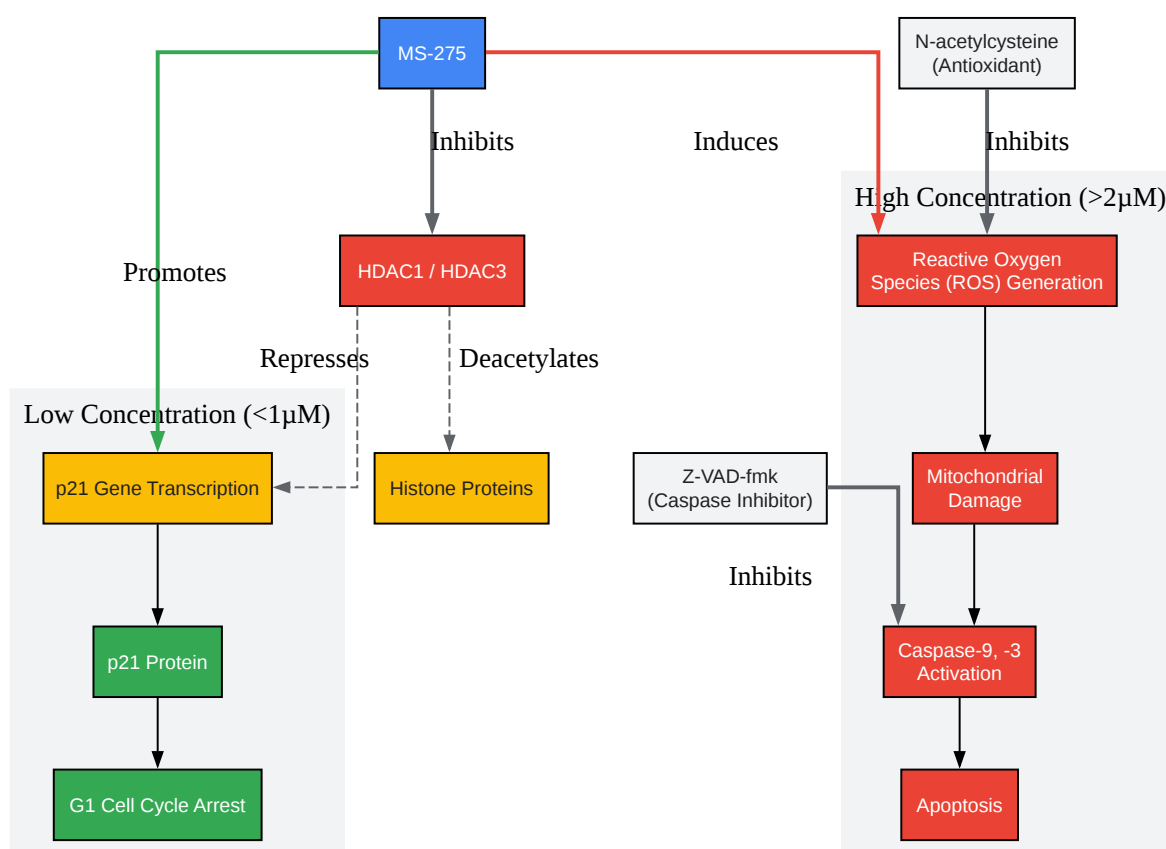 MS-275
N-acetylcysteine
(Antioxidant)
Inhibits
Induces
Inhibits
High Concentration (>2µM)
Promotes
HDAC1 / HDAC3
Reactive Oxygen
Species (ROS) Generation
Represses
Deacetylates
Low Concentration (<1µM)
p21 Gene Transcription
Histone Proteins
Z-VAD-fmk
(Caspase Inhibitor)
Mitochondrial
Damage
Inhibits
p21 Protein
Caspase-9, -3
Activation
G1 Cell Cycle Arrest
Apoptosis